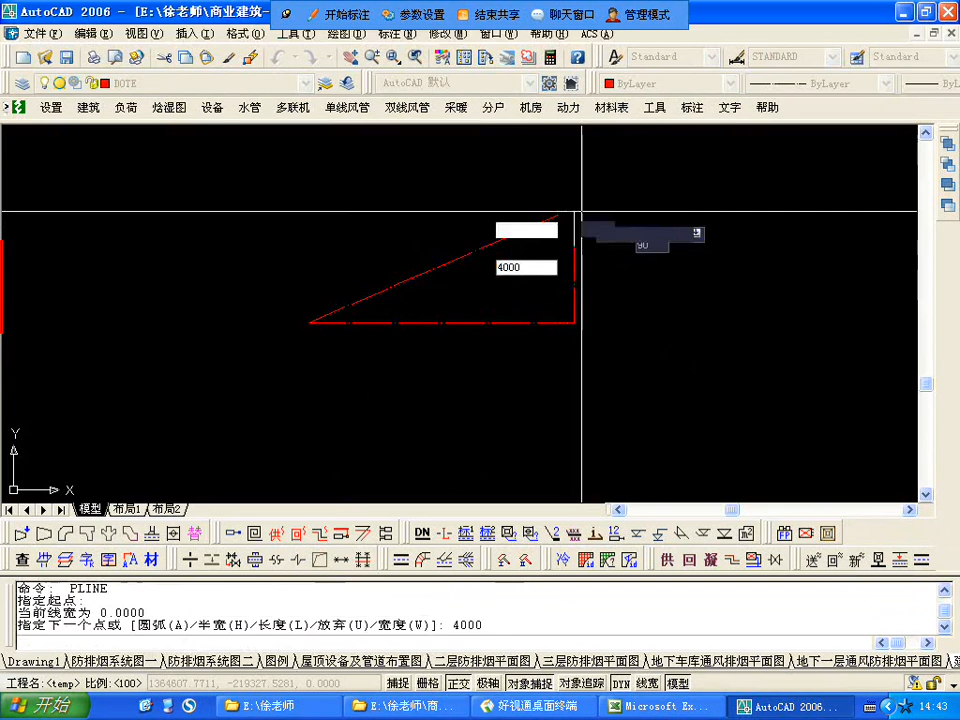 AutoCAD 2006 - [E:\徐老师\商业建筑-
开始标注 参数设置 结束共享 聊天窗口 管理模式
文件(F) 编辑(E) 视图(V) 插入(I) 格式(O) 工具(T) 绘图(D) 标注(N) 修改(M) 窗口(W) 帮助(H) ACS(A)
Standard STANDARD Standard
DOTE AutoCAD 默认 ByLayer ByLayer
设置 建筑 负荷 焓湿图 设备 水管 多联机 单线风管 双线风管 采暖 分户 机房 动力 材料表 工具 标注 文字 帮助
90
4000
Y
X
模型 布局1 布局2
供 回 DN 12
查 字 材 冷 供 回 凝 送 回 新
命令: PLINE
指定起点:
当前线宽为 0.0000
指定下一个点或 [圆弧(A)/半宽(H)/长度(L)/放弃(U)/宽度(W)]: 4000
Drawing1 防排烟系统图一 防排烟系统图二 图例 屋顶设备及管道布置图 二层防排烟平面图 三层防排烟平面图 地下车库通风排烟平面图 地下一层通风防排烟平面图
工程名:<temp> 比例:<100> 1364607.7711, -219327.5281, 0.0000 捕捉 栅格 正交 极轴 对象捕捉 对象追踪 DYN 线宽 模型
开始 E:\徐老师 E:\徐老师\商... 好视通桌面终端 Microsoft Ex... AutoCAD 2006... 14:43